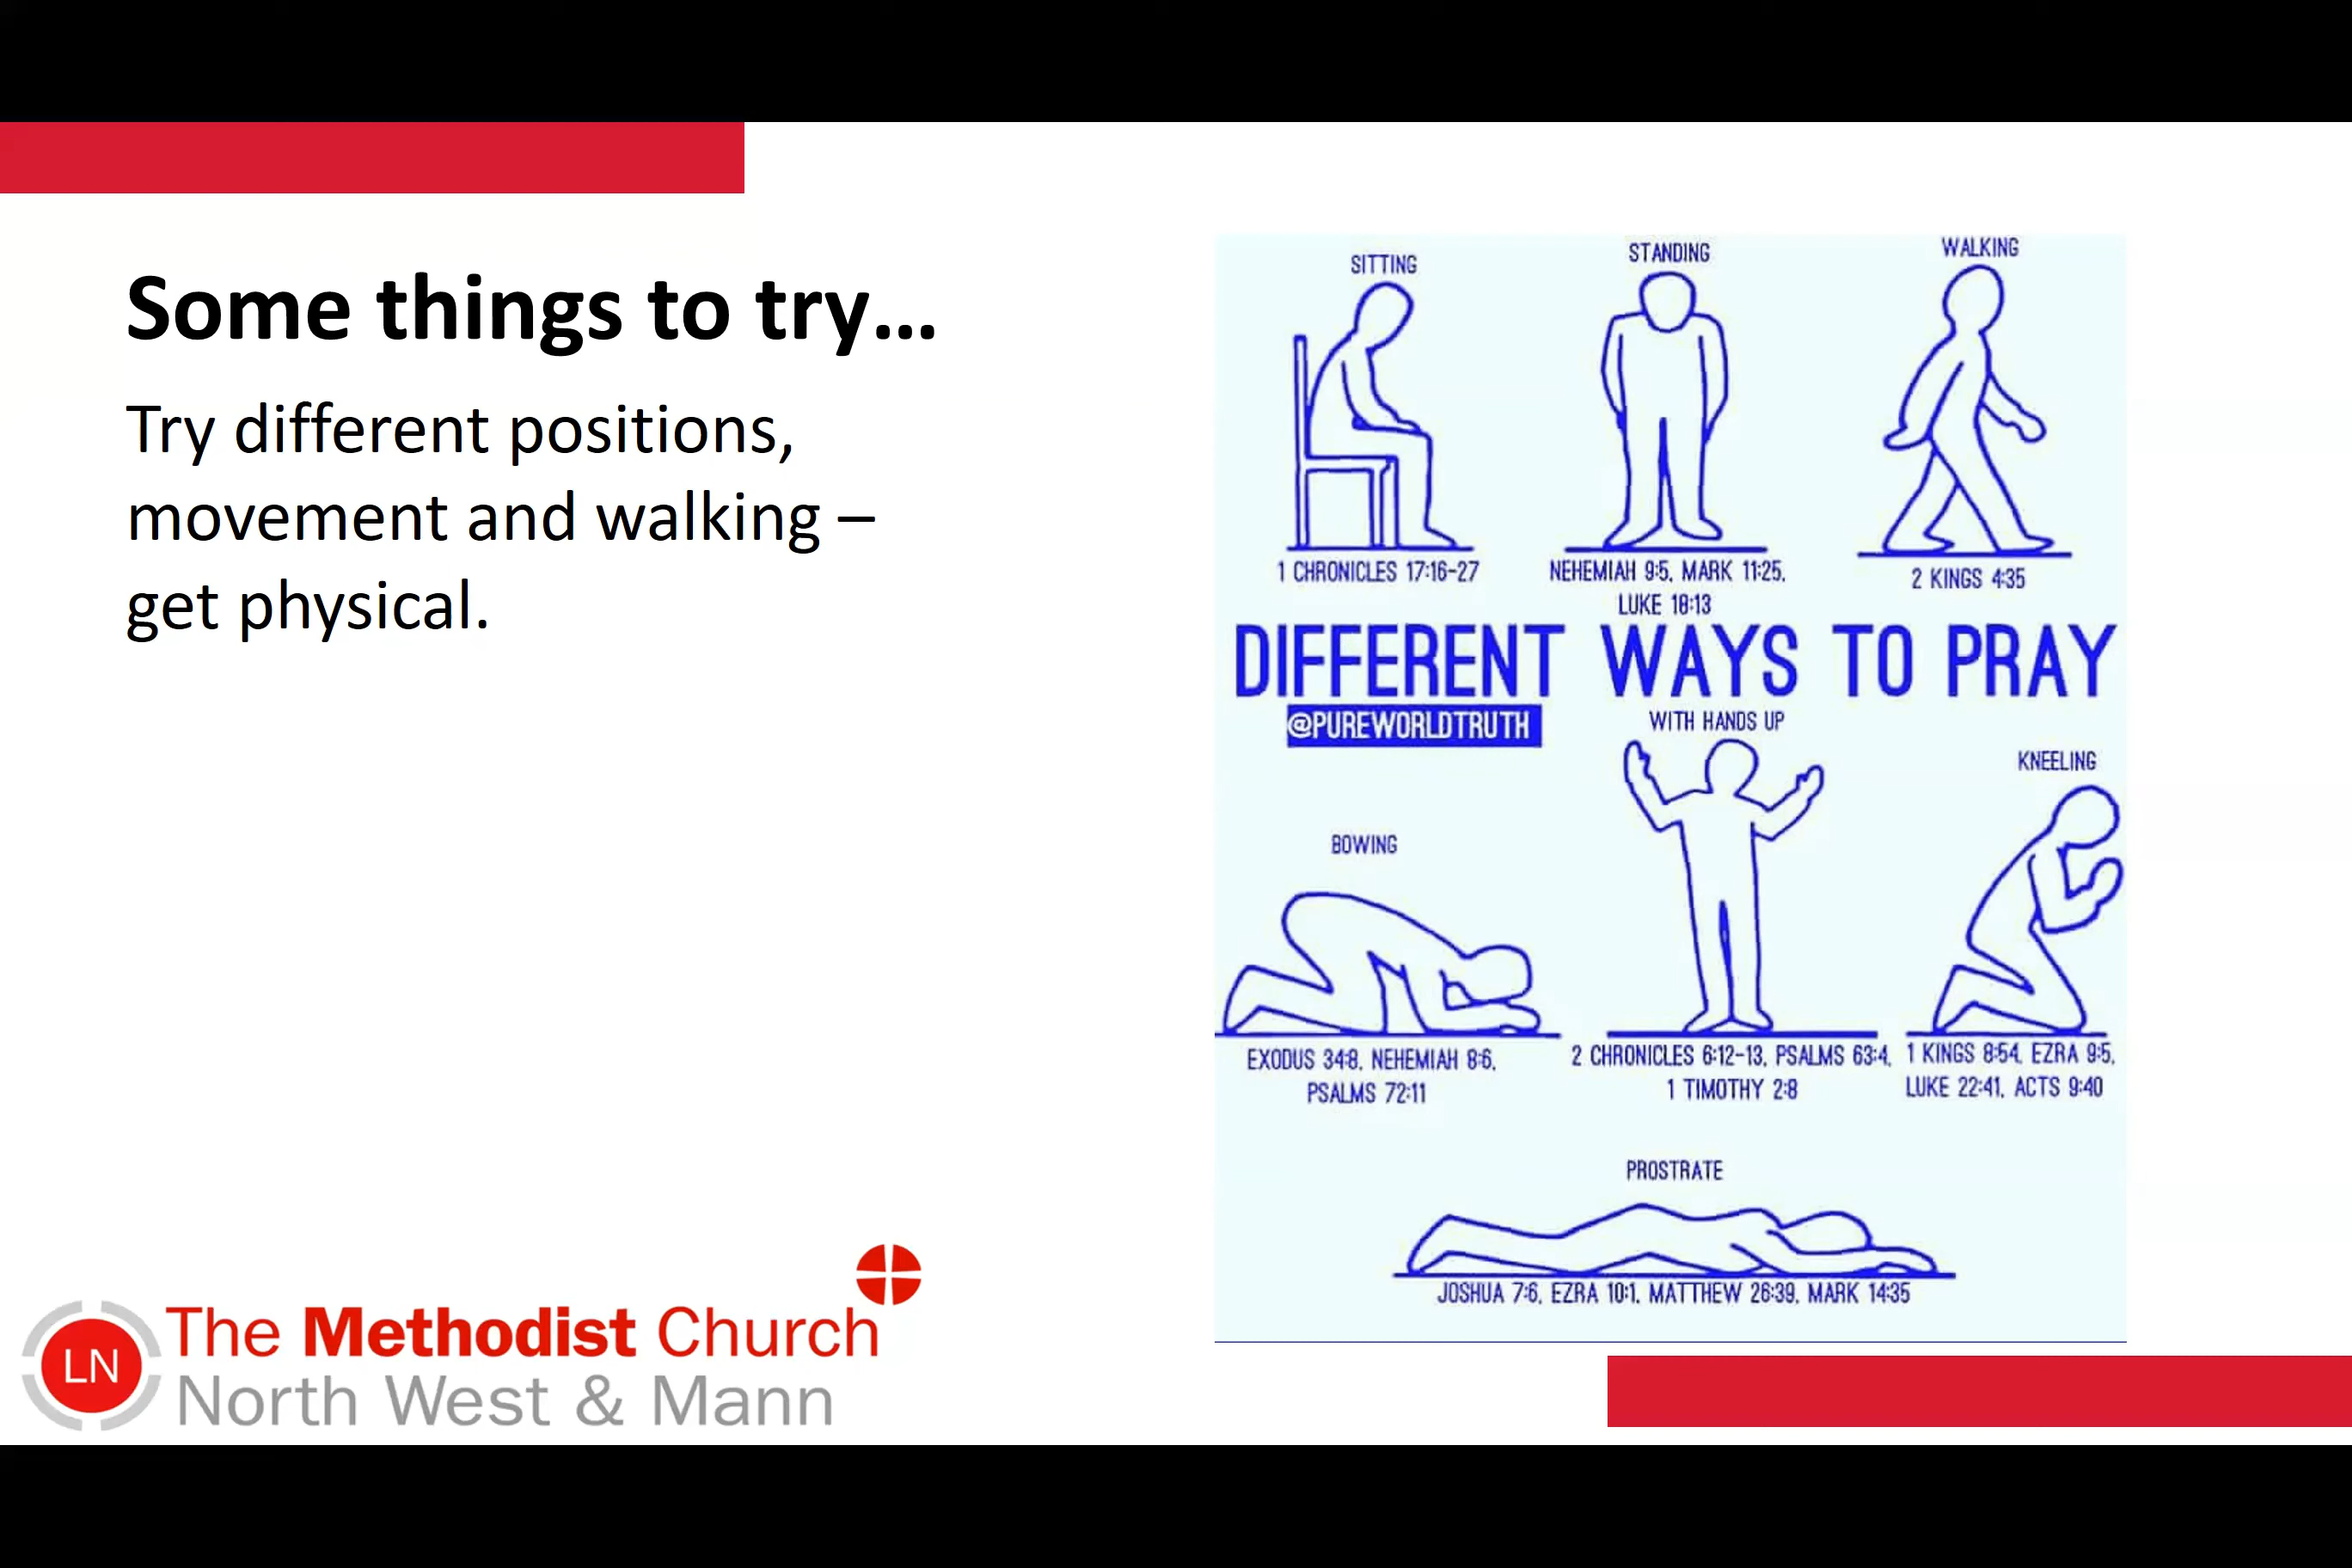 Some things to try...
Try different positions,
movement and walking –
get physical.
SITTING
STANDING
WALKING
1 CHRONICLES 17:16-27
NEHEMIAH 9:5, MARK 11:25,
LUKE 18:13
2 KINGS 4:35
DIFFERENT WAYS TO PRAY
@PUREWORLDTRUTH
WITH HANDS UP
KNEELING
BOWING
EXODUS 34:8, NEHEMIAH 8:6,
PSALMS 72:11
2 CHRONICLES 6:12-13, PSALMS 63:4,
1 TIMOTHY 2:8
1 KINGS 8:54, EZRA 9:5,
LUKE 22:41, ACTS 9:40
PROSTRATE
JOSHUA 7:6, EZRA 10:1, MATTHEW 26:39, MARK 14:35
LN
The Methodist Church
North West & Mann